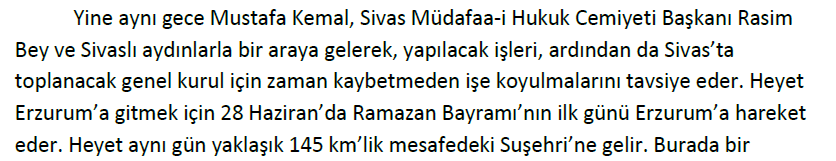 Yine aynı gece Mustafa Kemal, Sivas Müdafaa-i Hukuk Cemiyeti Başkanı Rasim
Bey ve Sivaslı aydınlarla bir araya gelerek, yapılacak işleri, ardından da Sivas’ta
toplanacak genel kurul için zaman kaybetmeden işe koyulmalarını tavsiye eder. Heyet
Erzurum’a gitmek için 28 Haziran’da Ramazan Bayramı’nın ilk günü Erzurum’a hareket
eder. Heyet aynı gün yaklaşık 145 km’lik mesafedeki Suşehri’ne gelir. Burada bir